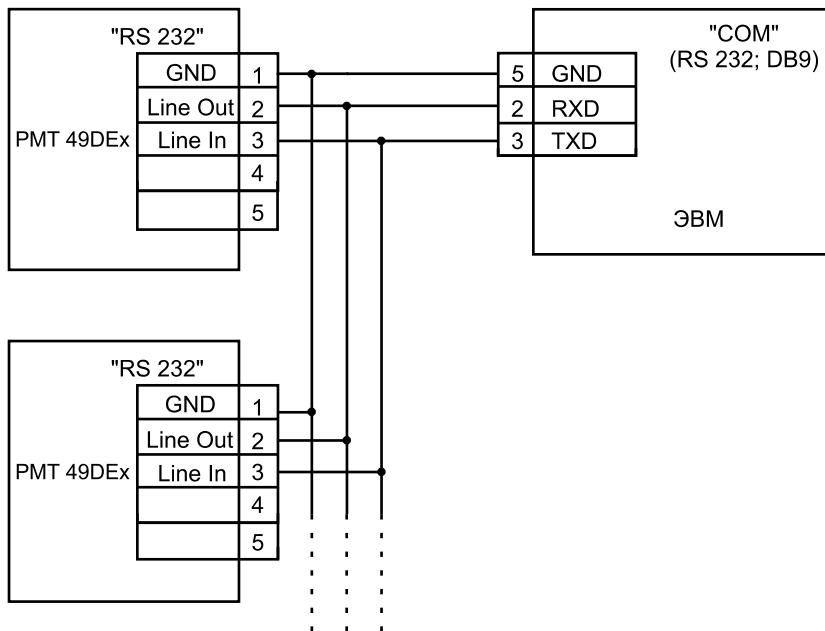 "RS 232"
GND 1
Line Out 2
PMT 49DEx Line In 3
4
5
"COM"
(RS 232; DB9)
5 GND
2 RXD
3 TXD
ЭВМ
"RS 232"
GND 1
Line Out 2
PMT 49DEx Line In 3
4
5